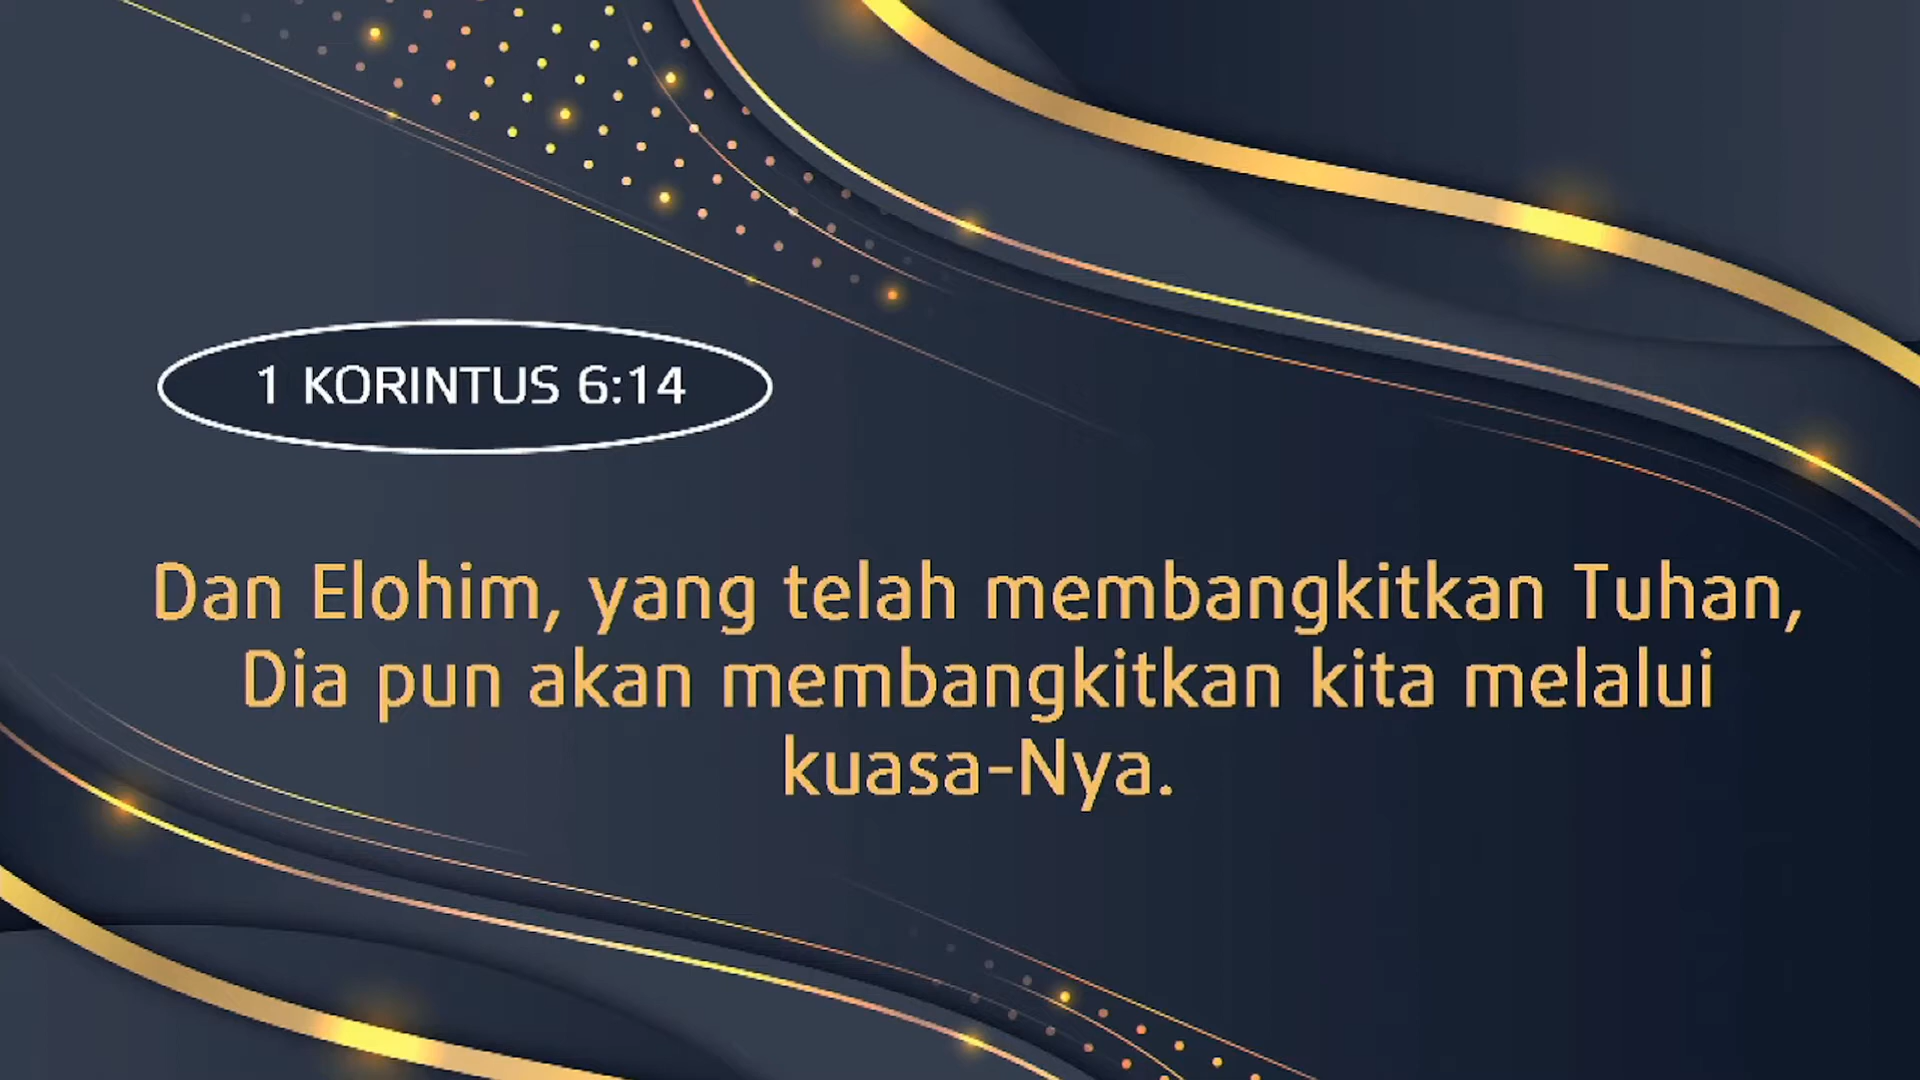 1 KORINTUS 6:14
Dan Elohim, yang telah membangkitkan Tuhan,
Dia pun akan membangkitkan kita melalui
kuasa-Nya.